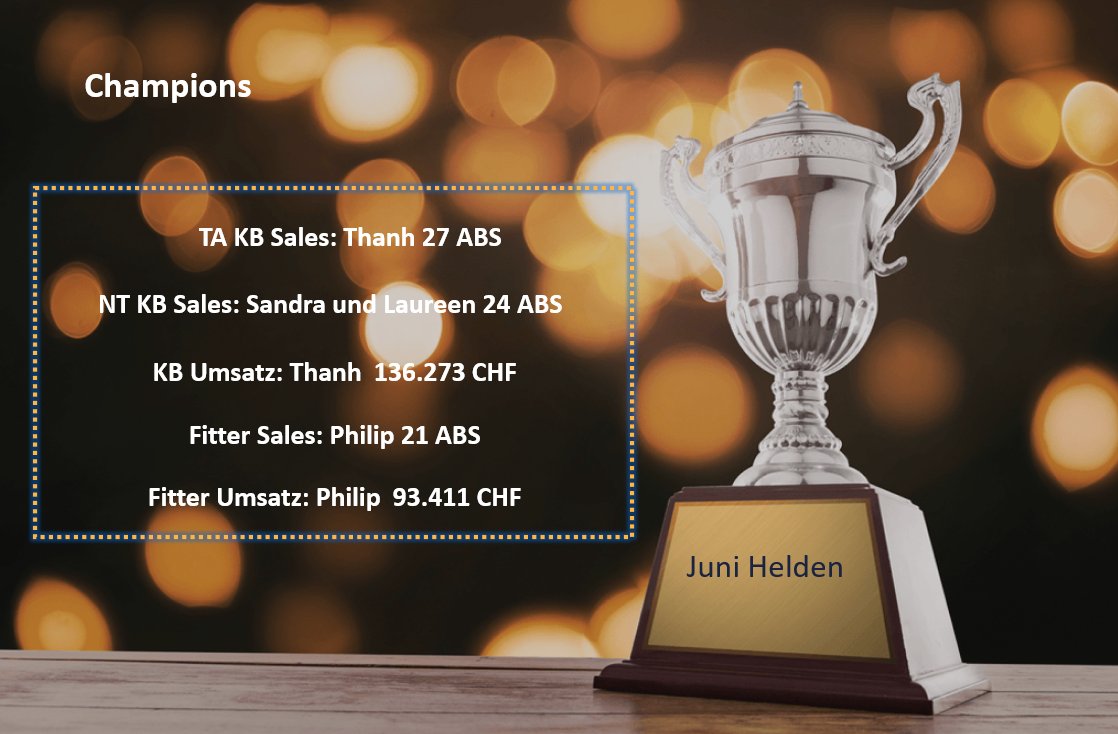 Champions
TA KB Sales: Thanh 27 ABS
NT KB Sales: Sandra und Laureen 24 ABS
KB Umsatz: Thanh  136.273 CHF
Fitter Sales: Philip 21 ABS
Fitter Umsatz: Philip  93.411 CHF
Juni Helden